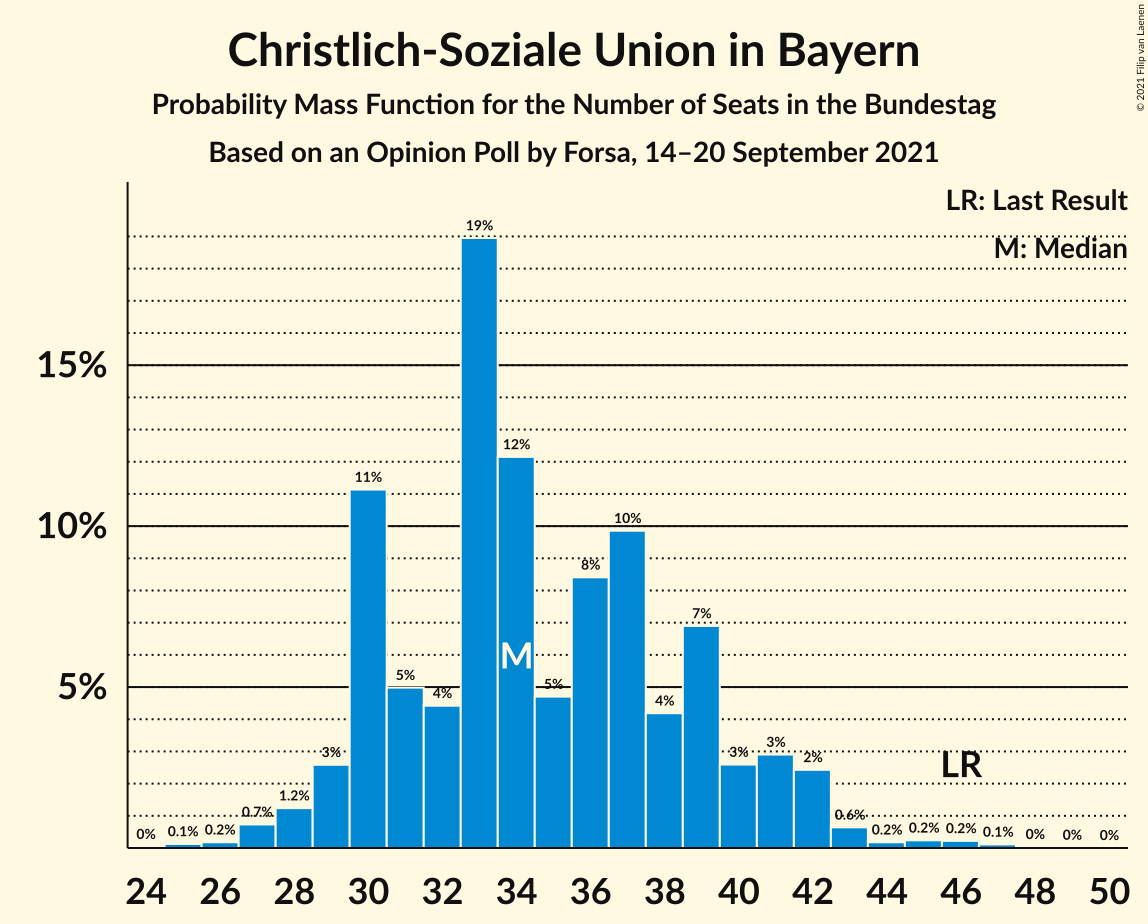 Christlich-Soziale Union in Bayern
Probability Mass Function for the Number of Seats in the Bundestag
Based on an Opinion Poll by Forsa, 14–20 September 2021
© 2021 Filip van Laenen
LR: Last Result
M: Median
15%
10%
5%
0% 0.1% 0.2% 0.7% 1.2% 3% 11% 5% 4% 19% 12% 5% 8% 10% 4% 7% 3% 3% 2% 0.6% 0.2% 0.2% 0.2% 0.1% 0% 0% 0%
M
LR
24 26 28 30 32 34 36 38 40 42 44 46 48 50